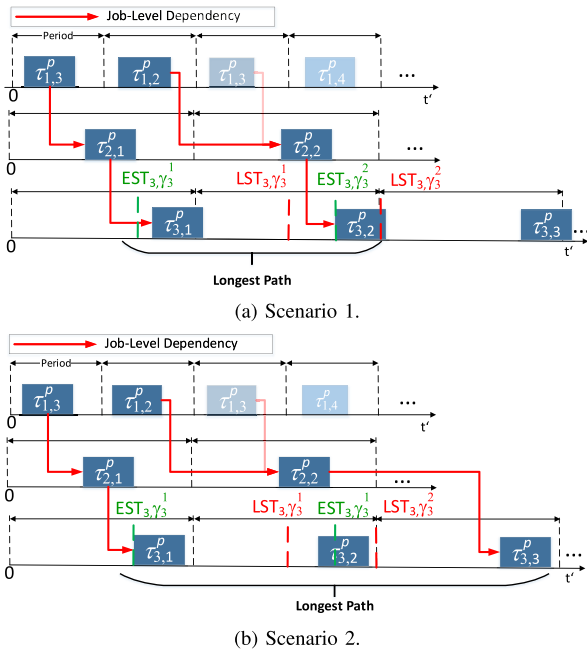 Job-Level Dependency
Period
τ^p_{1,3} τ^p_{1,2} τ^p_{1,3} τ^p_{1,4} ...
0 t‘
τ^p_{2,1} τ^p_{2,2} ...
0 t‘
EST_{3,γ_3^1} LST_{3,γ_3^1} EST_{3,γ_3^2} LST_{3,γ_3^2}
τ^p_{3,1} τ^p_{3,2} τ^p_{3,3} ...
0 t‘
Longest Path
(a) Scenario 1.
Job-Level Dependency
Period
τ^p_{1,3} τ^p_{1,2} τ^p_{1,3} τ^p_{1,4} ...
0 t‘
τ^p_{2,1} τ^p_{2,2} ...
0 t‘
EST_{3,γ_3^1} LST_{3,γ_3^1} EST_{3,γ_3^1} LST_{3,γ_3^2}
τ^p_{3,1} τ^p_{3,2} τ^p_{3,3} ...
0 t‘
Longest Path
(b) Scenario 2.